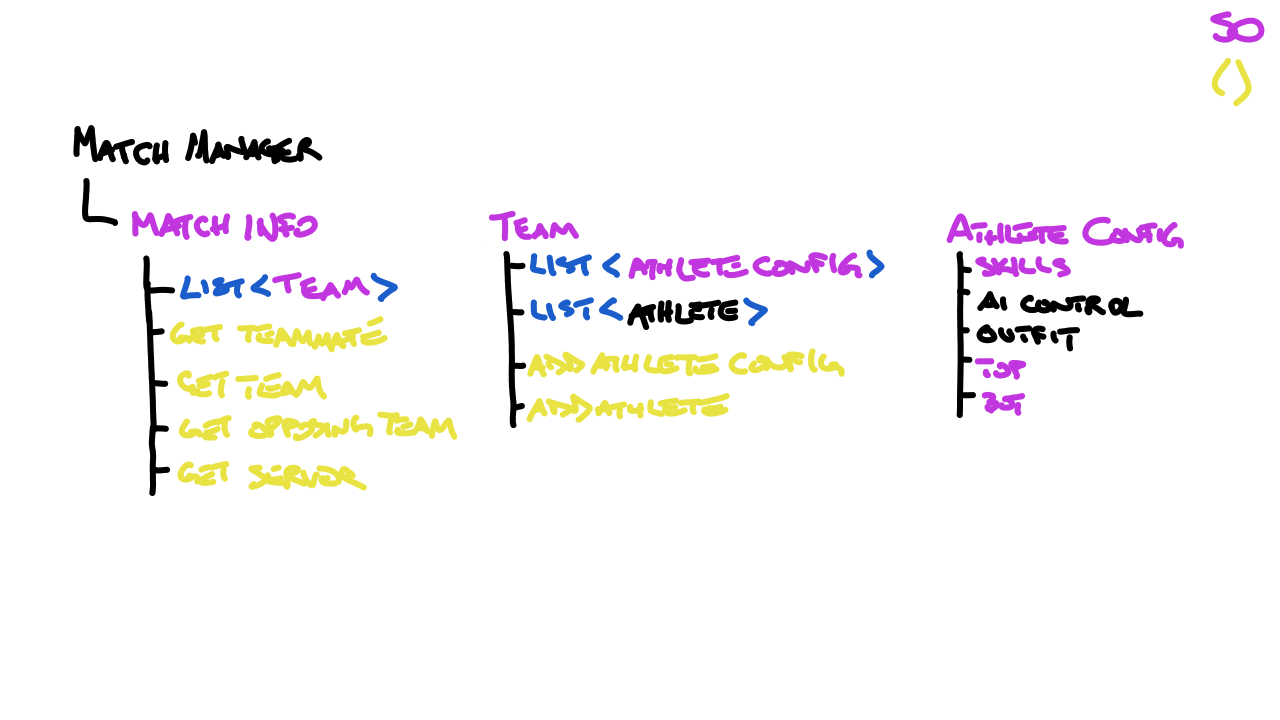 SO
()
MATCH MANAGER
MATCH INFO
LIST<TEAM>
GET TEAMMATE
GET TEAM
GET OPPOSING TEAM
GET SERVER
TEAM
LIST<ATHLETE CONFIG>
LIST<ATHLETE>
ADD ATHLETE CONFIG
ADD ATHLETE
ATHLETE CONFIG
SKILLS
AI CONTROL
OUTFIT
TOP
BOT